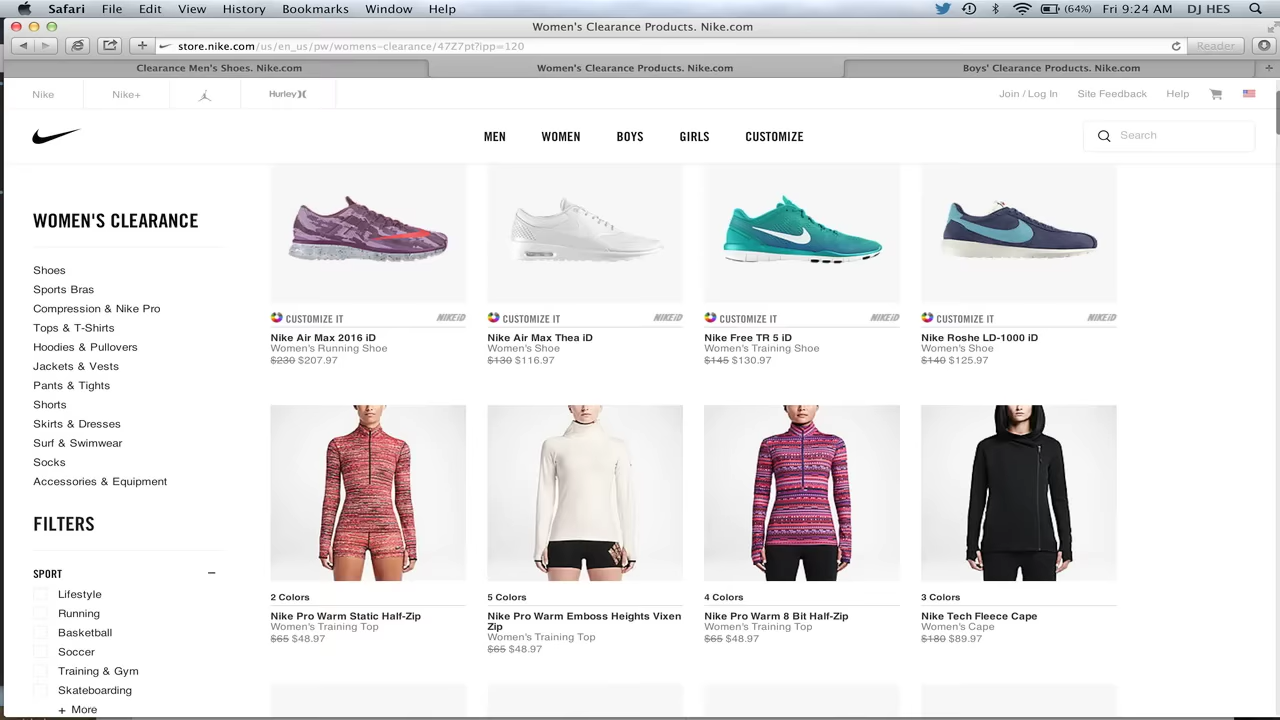 Safari File Edit View History Bookmarks Window Help (64%) Fri 9:24 AM DJ HES
Women's Clearance Products. Nike.com
store.nike.com/us/en_us/pw/womens-clearance/47Z7pt?ipp=120 Reader
Clearance Men's Shoes. Nike.com Women's Clearance Products. Nike.com Boys' Clearance Products. Nike.com
Nike Nike+ Hurley Join / Log In Site Feedback Help
MEN WOMEN BOYS GIRLS CUSTOMIZE Search
WOMEN'S CLEARANCE
Shoes
Sports Bras
Compression & Nike Pro
Tops & T-Shirts
Hoodies & Pullovers
Jackets & Vests
Pants & Tights
Shorts
Skirts & Dresses
Surf & Swimwear
Socks
Accessories & Equipment
FILTERS
SPORT
Lifestyle
Running
Basketball
Soccer
Training & Gym
Skateboarding
+ More
CUSTOMIZE IT NIKEiD
Nike Air Max 2016 iD
Women's Running Shoe
$230 $207.97
CUSTOMIZE IT NIKEiD
Nike Air Max Thea iD
Women's Shoe
$130 $116.97
CUSTOMIZE IT NIKEiD
Nike Free TR 5 iD
Women's Training Shoe
$145 $130.97
CUSTOMIZE IT NIKEiD
Nike Roshe LD-1000 iD
Women's Shoe
$140 $125.97
2 Colors
Nike Pro Warm Static Half-Zip
Women's Training Top
$65 $48.97
5 Colors
Nike Pro Warm Emboss Heights Vixen
Zip
Women's Training Top
$65 $48.97
4 Colors
Nike Pro Warm 8 Bit Half-Zip
Women's Training Top
$65 $48.97
3 Colors
Nike Tech Fleece Cape
Women's Cape
$180 $89.97